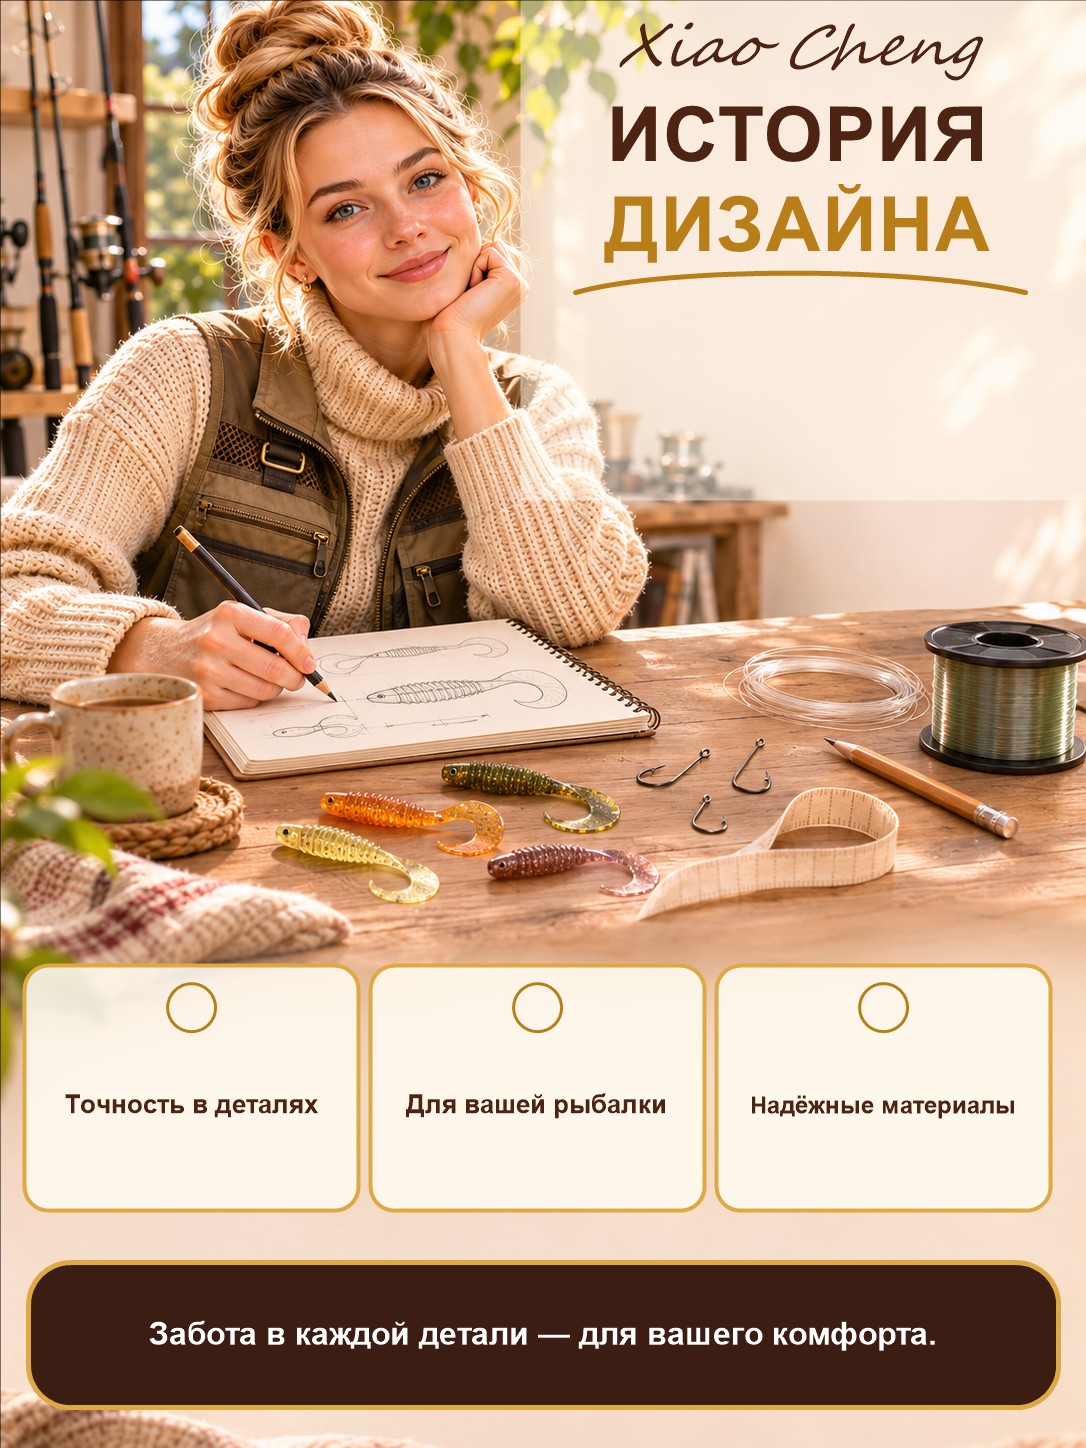 Xiao Cheng
ИСТОРИЯ
ДИЗАЙНА
Точность в деталях
Для вашей рыбалки
Надёжные материалы
Забота в каждой детали — для вашего комфорта.